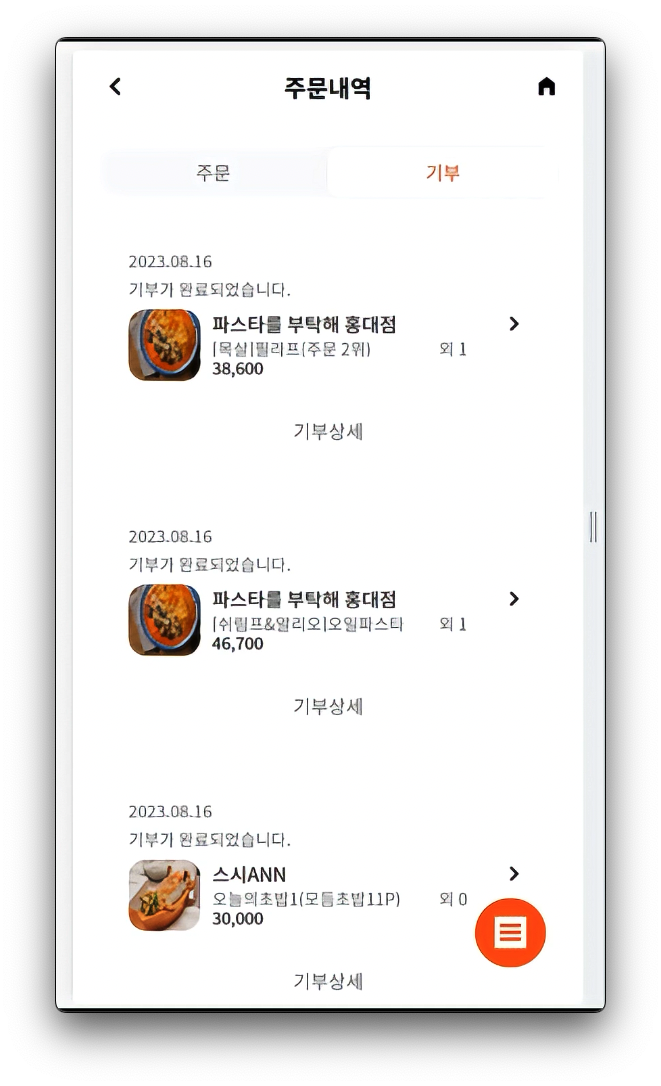 주문내역
주문 기부
2023.08.16
기부가 완료되었습니다.
파스타를 부탁해 홍대점
[목살]필리프(주문 2위) 외 1
38,600
기부상세
2023.08.16
기부가 완료되었습니다.
파스타를 부탁해 홍대점
[쉬림프&알리오]오일파스타 외 1
46,700
기부상세
2023.08.16
기부가 완료되었습니다.
스시ANN
오늘의초밥1(모듬초밥11P) 외 0
30,000
기부상세